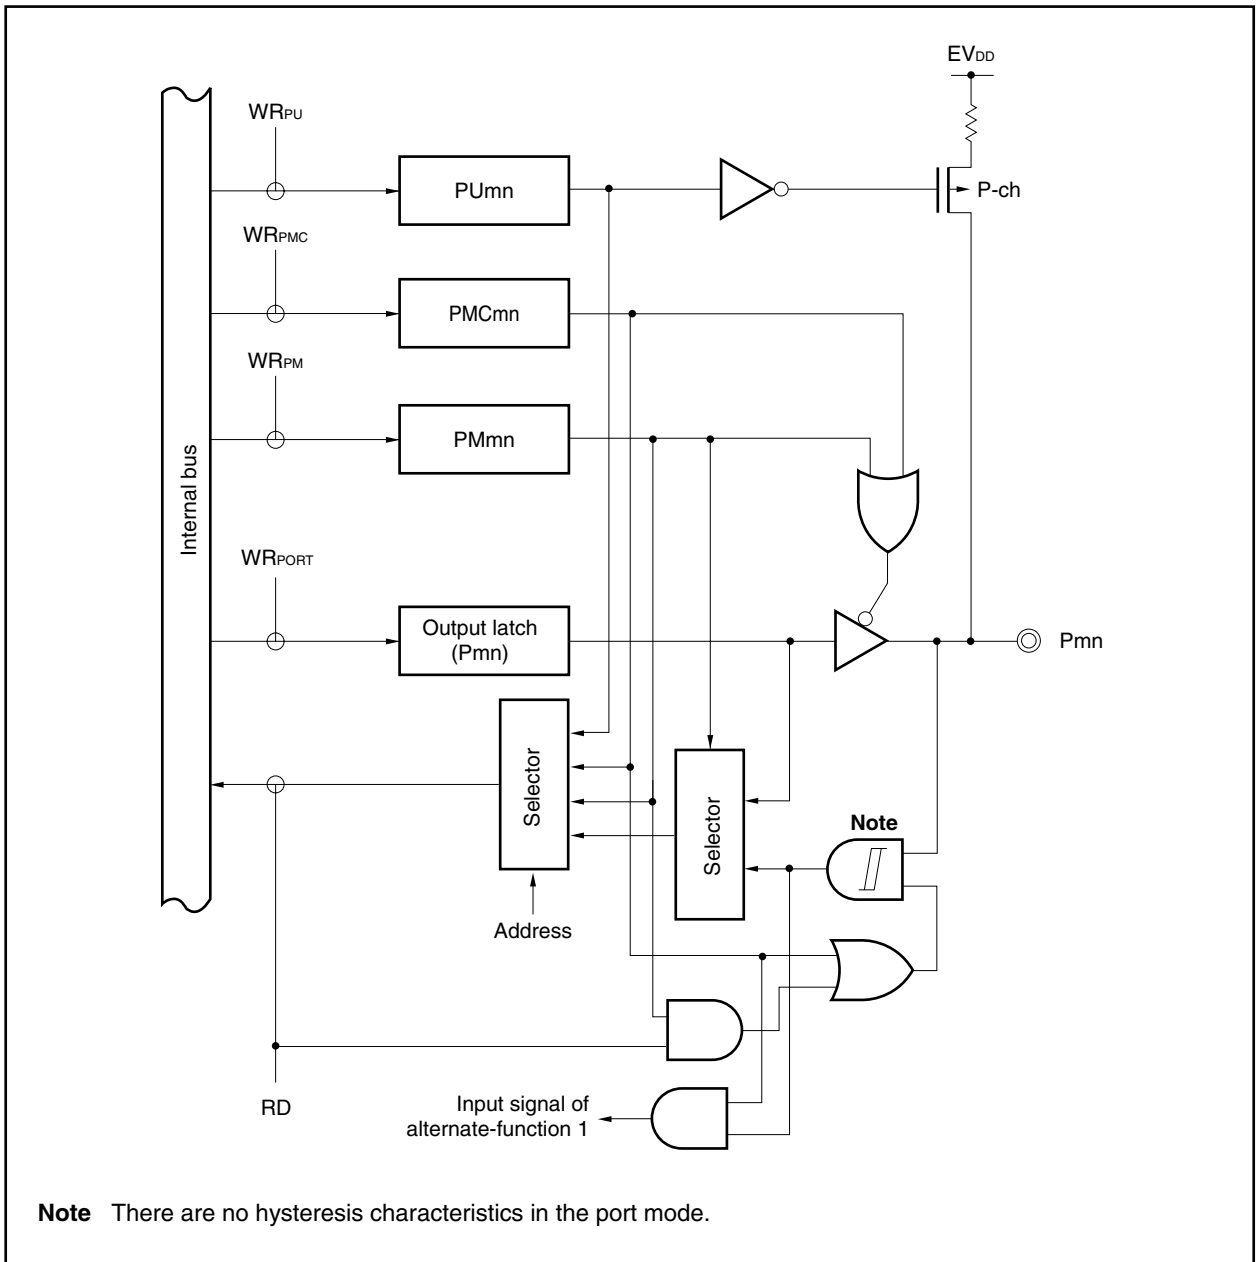 EVDD
WRPU
PUmn
P-ch
WRPMC
PMCmn
WRPM
PMmn
Internal bus
WRPORT
Output latch
(Pmn)
Pmn
Selector
Selector
Note
Address
RD
Input signal of
alternate-function 1
Note There are no hysteresis characteristics in the port mode.